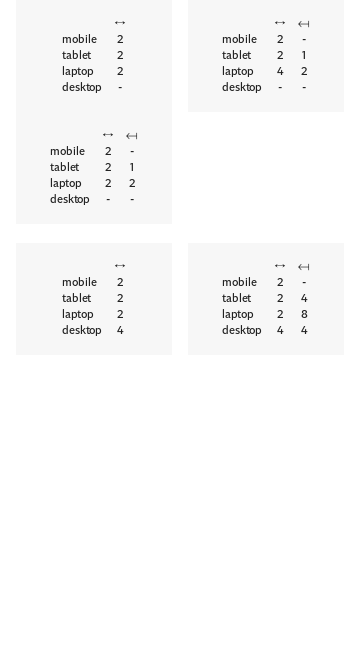 ↔
mobile 2
tablet 2
laptop 2
desktop -
↔ ↤
mobile 2 -
tablet 2 1
laptop 4 2
desktop - -
↔ ↤
mobile 2 -
tablet 2 1
laptop 2 2
desktop - -
↔
mobile 2
tablet 2
laptop 2
desktop 4
↔ ↤
mobile 2 -
tablet 2 4
laptop 2 8
desktop 4 4